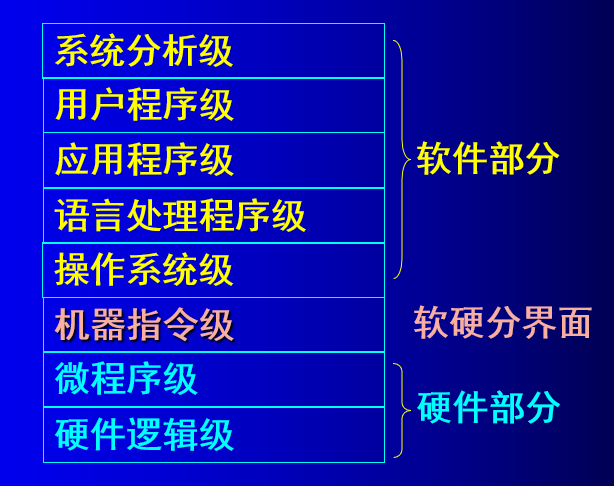 系统分析级
用户程序级
应用程序级
语言处理程序级
操作系统级
软件部分
机器指令级
软硬分界面
微程序级
硬件逻辑级
硬件部分